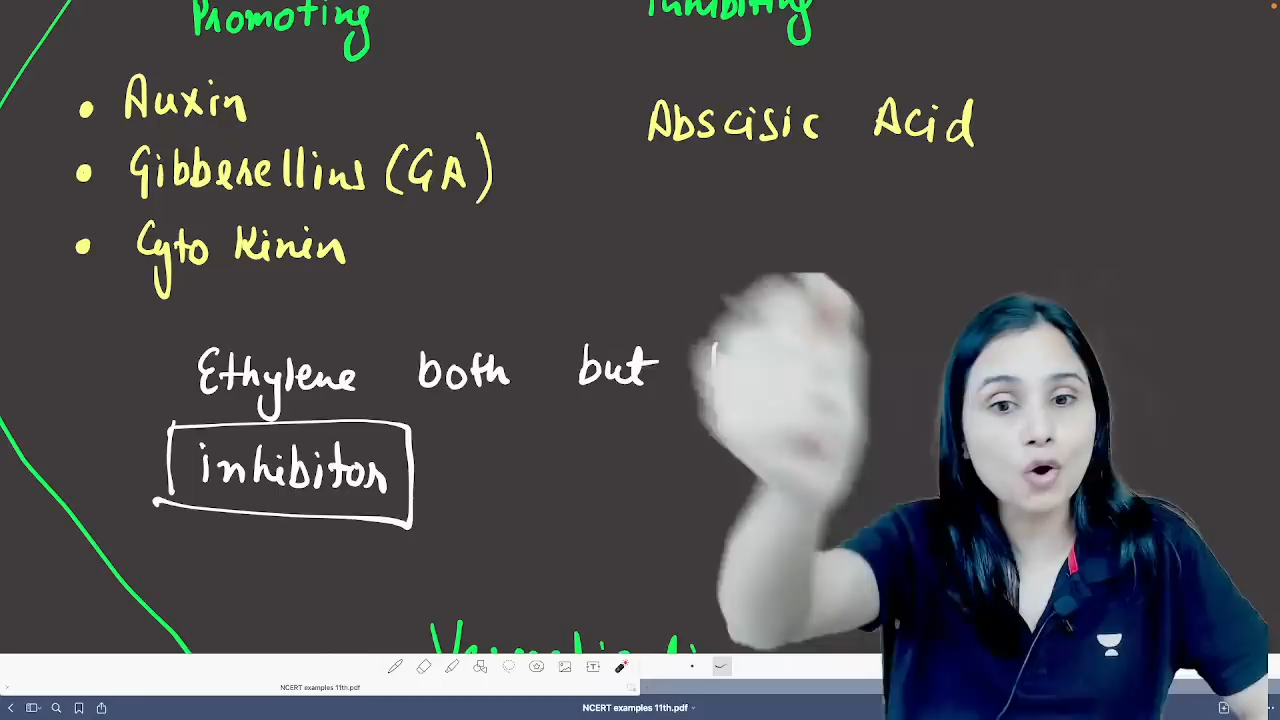 Promoting Inhibiting
• Auxin Abscisic Acid
• Gibberellins (GA)
• Cyto Kinin
Ethylene both but
inhibitor
NCERT examples 11th.pdf
NCERT examples 11th.pdf